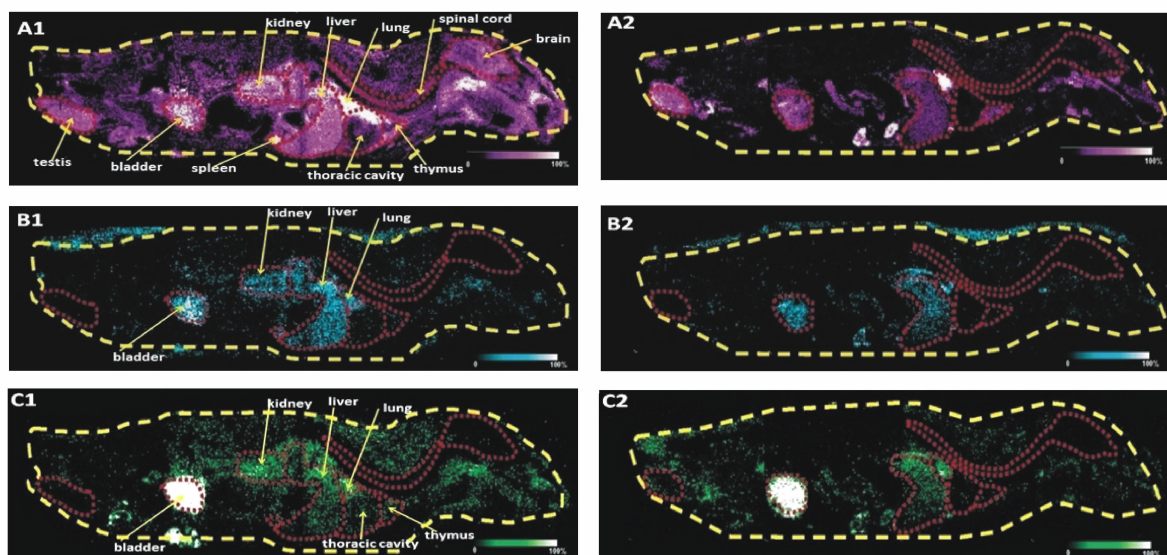 A1
kidney
liver
lung
spinal cord
brain
testis
bladder
spleen
thoracic cavity
thymus
0 100%
A2
0 100%
B1
kidney
liver
lung
bladder
0 100%
B2
0 100%
C1
kidney
liver
lung
bladder
thoracic cavity
thymus
0 100%
C2
0 100%